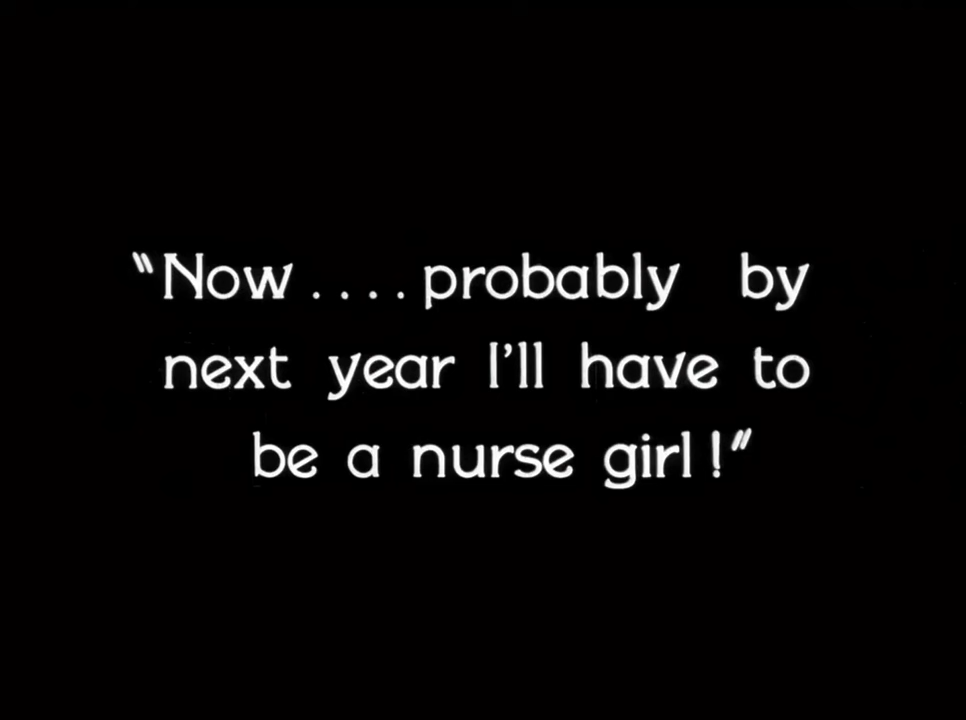 "Now .... probably by
next year I'll have to
be a nurse girl!"